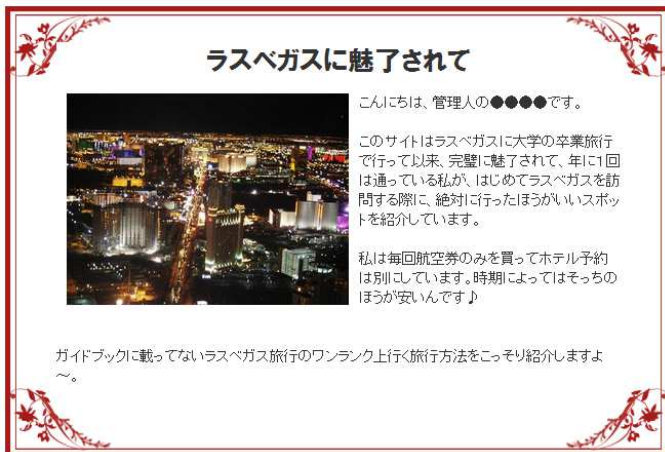 ラスベガスに魅了されて
こんにちは、管理人の●●●●です。
このサイトはラスベガスに大学の卒業旅行
で行って以来、完璧に魅了されて、年に1回
は通っている私が、はじめてラスベガスを訪
問する際に、絶対に行ったほうがいいスポッ
トを紹介しています。
私は毎回航空券のみを買ってホテル予約
は別にしています。時期によってはそっちの
ほうが安いんです♪
ガイドブックに載ってないラスベガス旅行のワンランク上行く旅行方法をこっそり紹介しますよ
～。